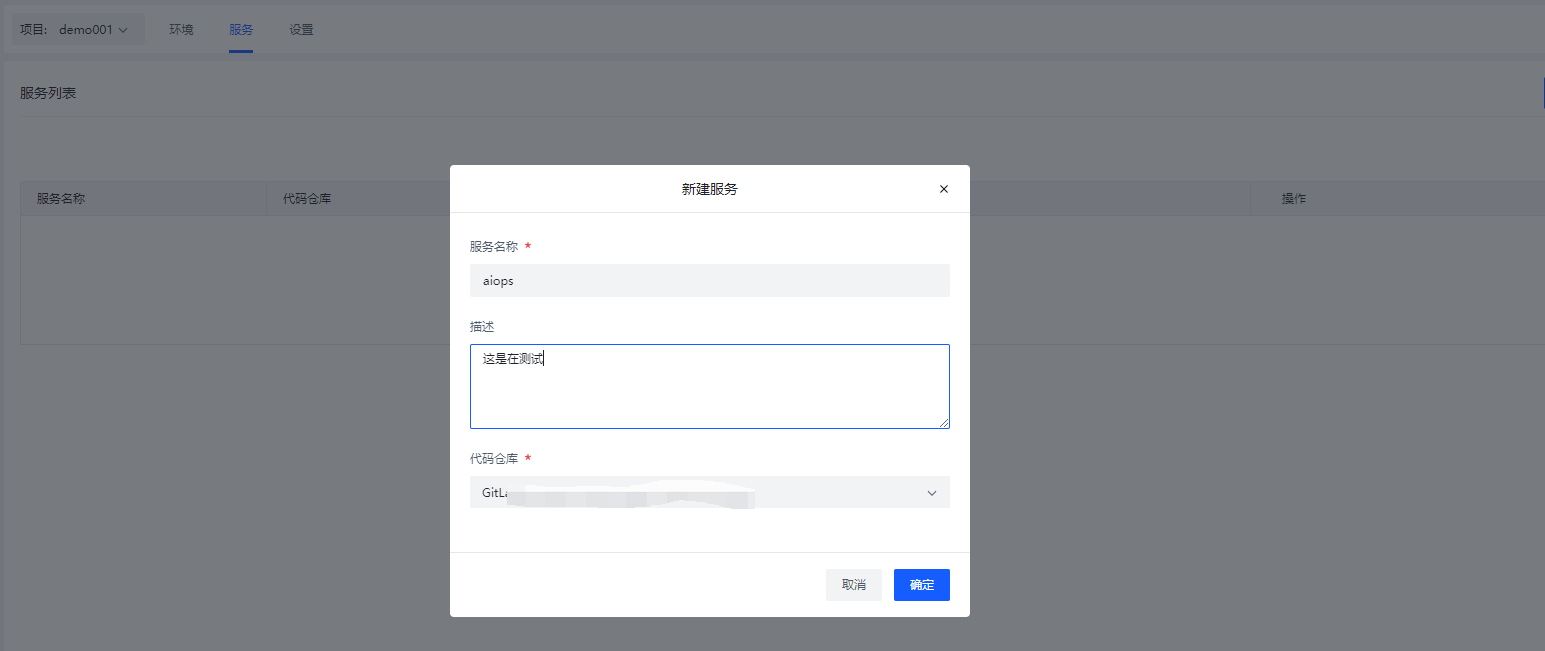 项目: demo001 环境 服务 设置
服务列表
服务名称 代码仓库 操作
新建服务
服务名称 *
aiops
描述
这是在测试
代码仓库 *
取消 确定